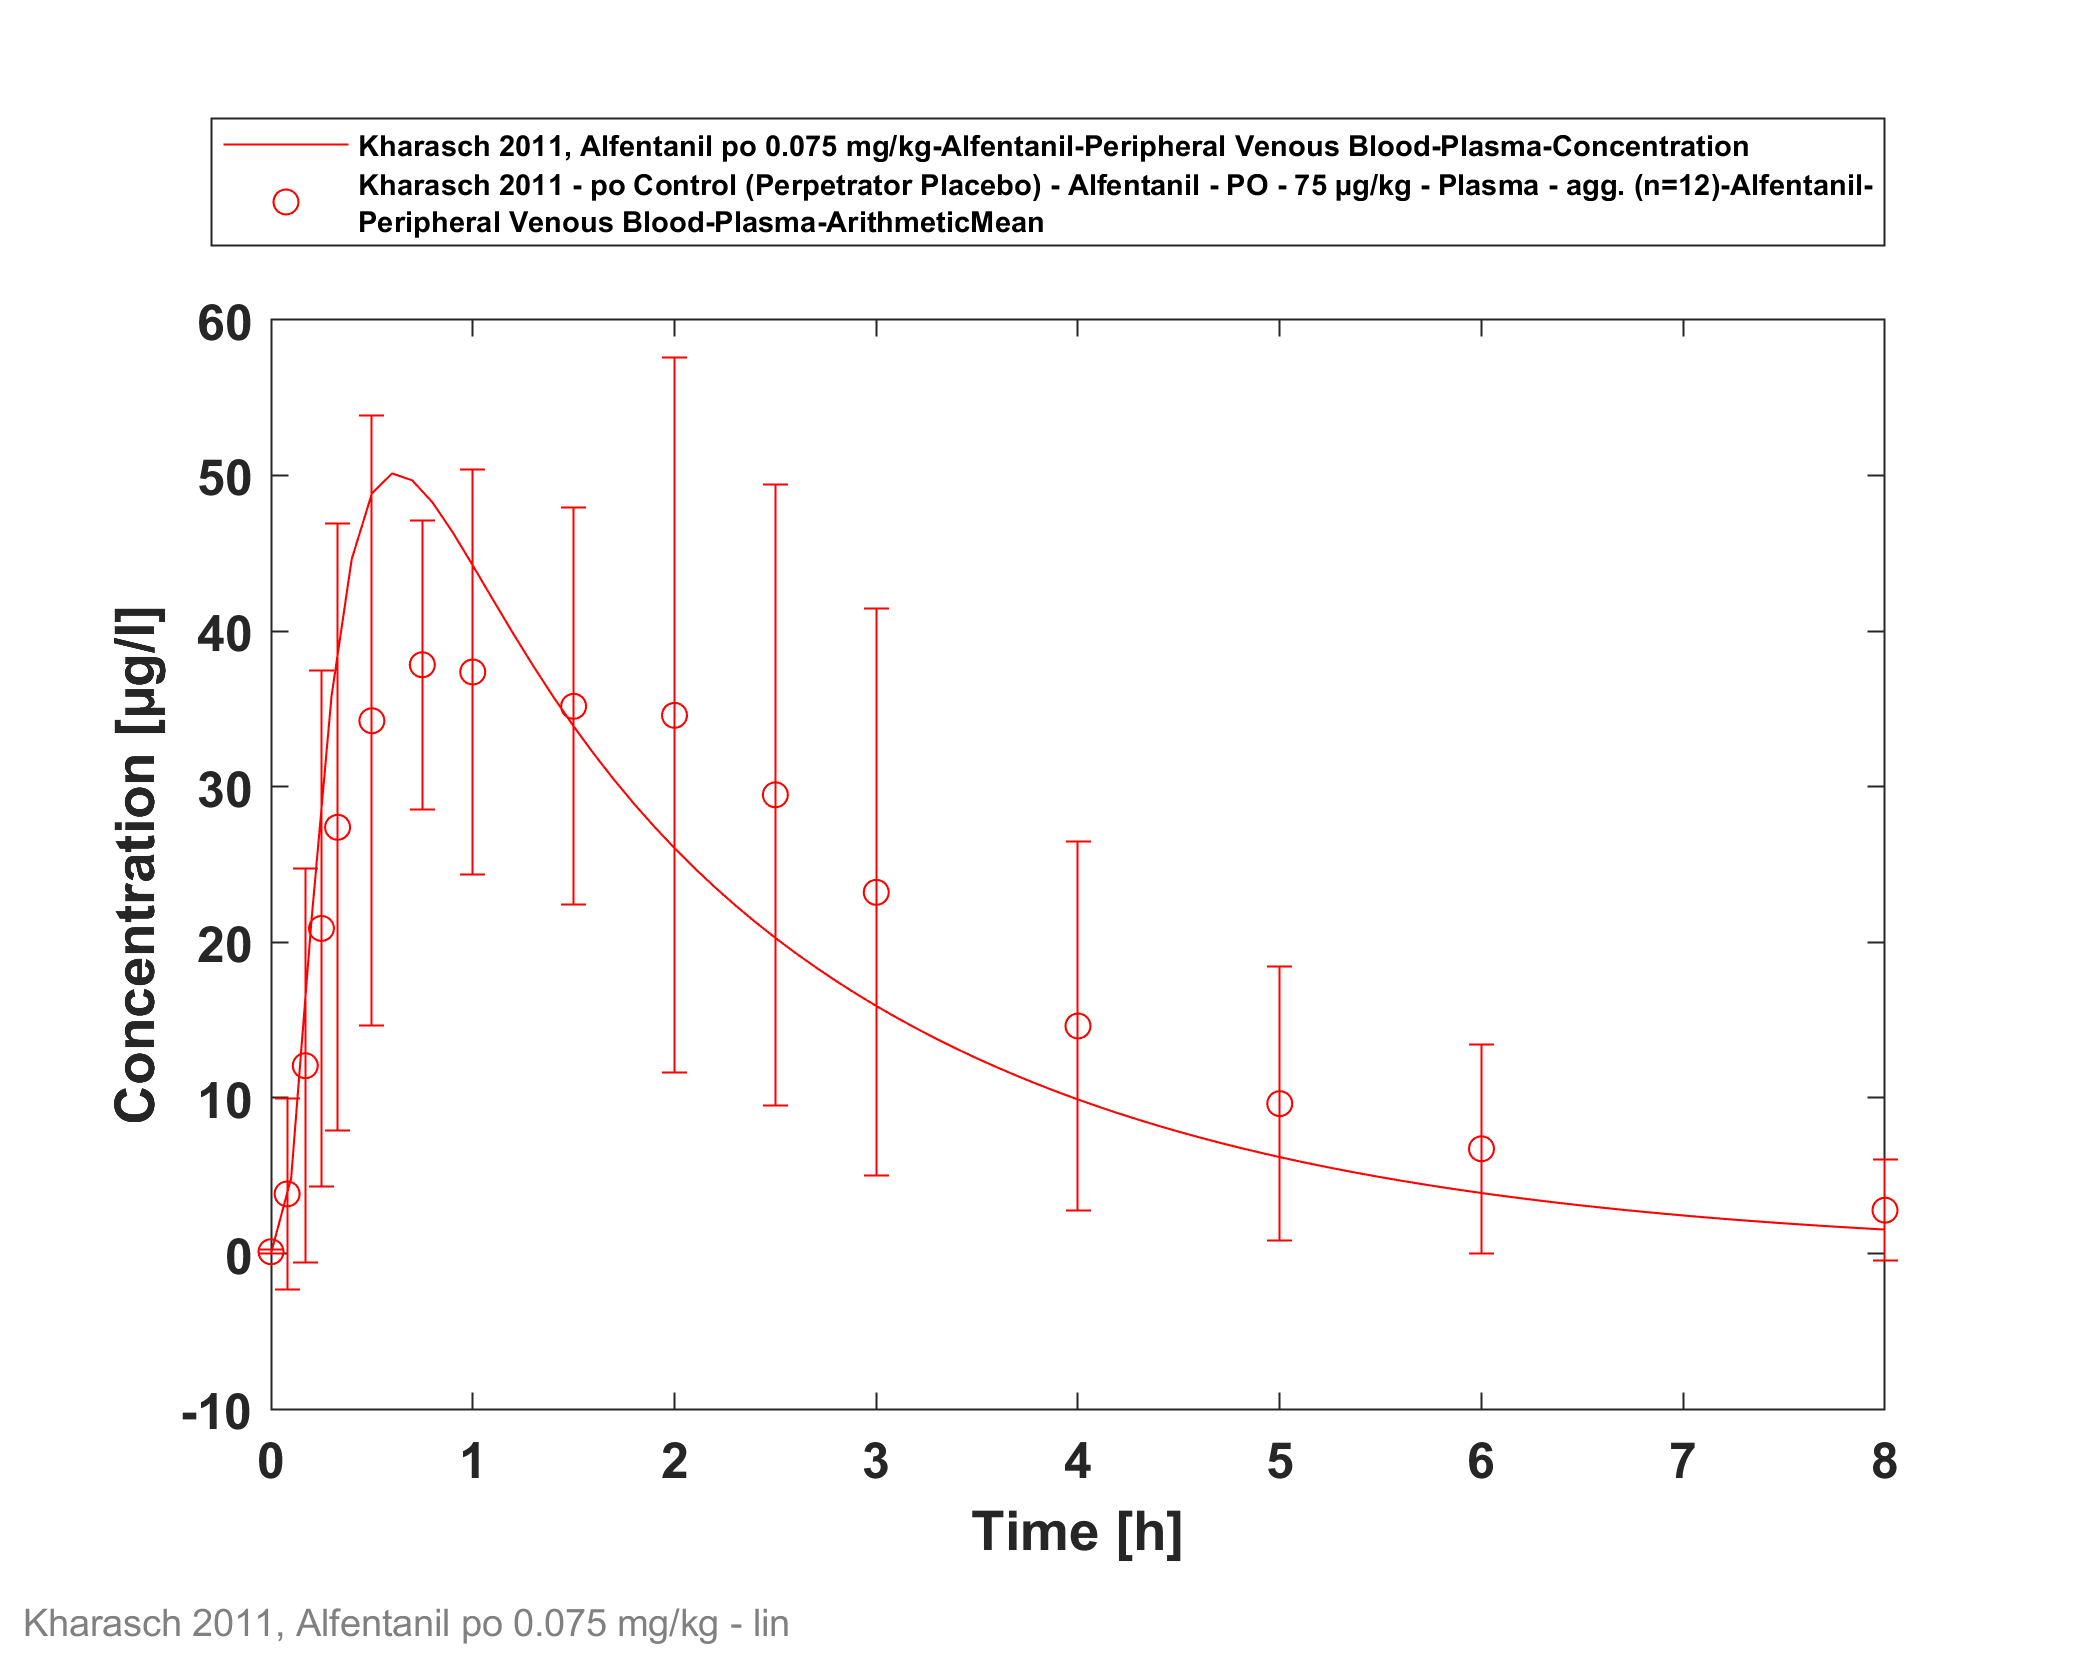 Kharasch 2011, Alfentanil po 0.075 mg/kg-Alfentanil-Peripheral Venous Blood-Plasma-Concentration
Kharasch 2011 - po Control (Perpetrator Placebo) - Alfentanil - PO - 75 µg/kg - Plasma - agg. (n=12)-Alfentanil-
Peripheral Venous Blood-Plasma-ArithmeticMean
60
50
40
30
20
10
0
-10
Concentration [µg/l]
0 1 2 3 4 5 6 7 8
Time [h]
Kharasch 2011, Alfentanil po 0.075 mg/kg - lin